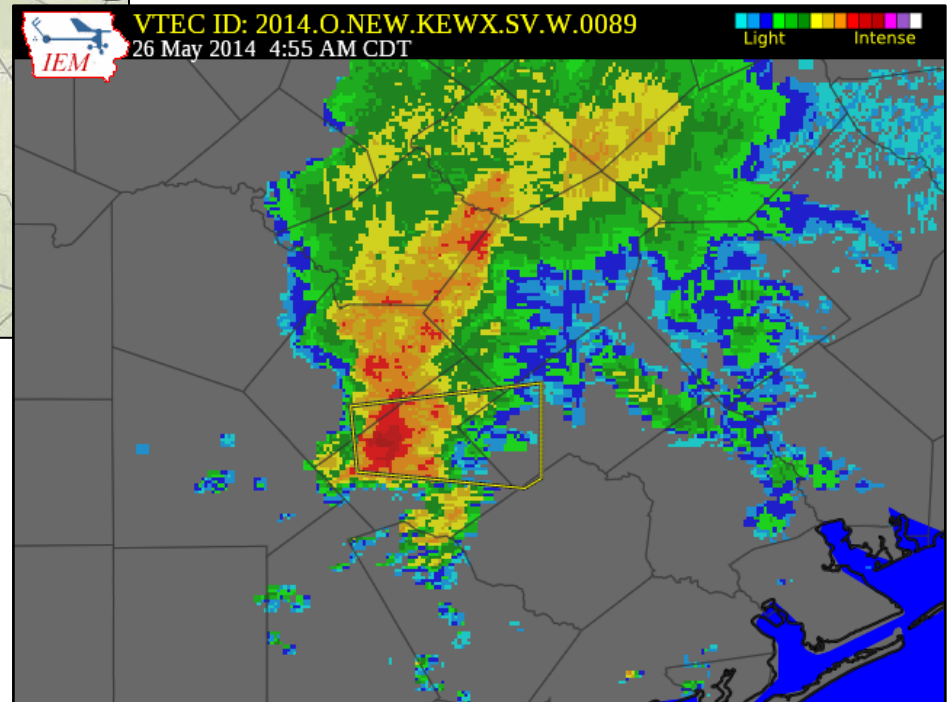 VTEC ID: 2014.O.NEW.KEWX.SV.W.0089
26 May 2014 4:55 AM CDT
IEM
Light Intense